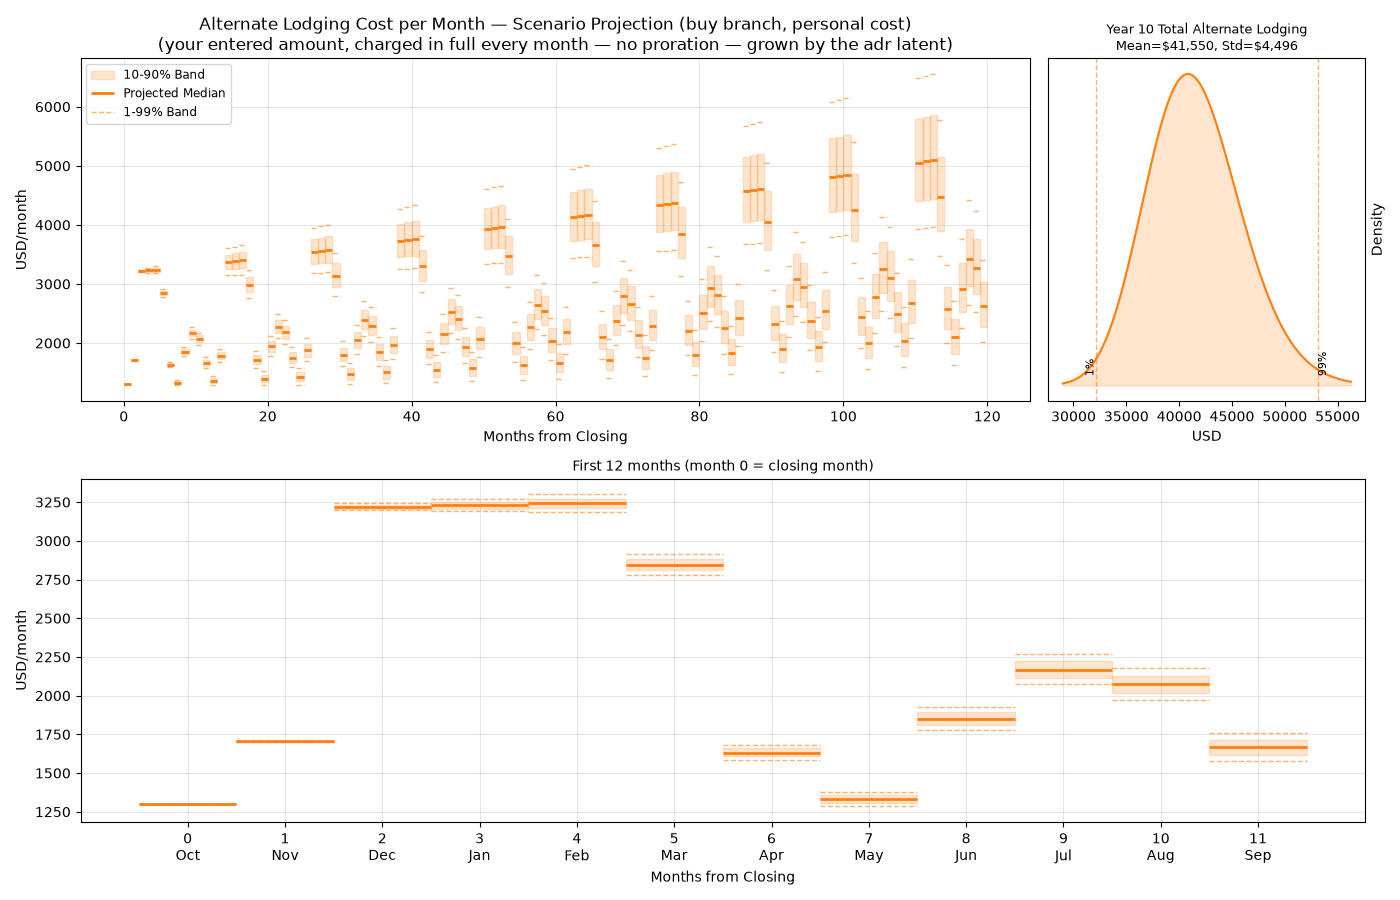 Alternate Lodging Cost per Month — Scenario Projection (buy branch, personal cost)
(your entered amount, charged in full every month — no proration — grown by the adr latent)
10-90% Band
Projected Median
1-99% Band
USD/month
6000
5000
4000
3000
2000
0 20 40 60 80 100 120
Months from Closing
Year 10 Total Alternate Lodging
Mean=$41,550, Std=$4,496
1%
99%
Density
30000 35000 40000 45000 50000 55000
USD
First 12 months (month 0 = closing month)
USD/month
3250
3000
2750
2500
2250
2000
1750
1500
1250
0 1 2 3 4 5 6 7 8 9 10 11
Oct Nov Dec Jan Feb Mar Apr May Jun Jul Aug Sep
Months from Closing